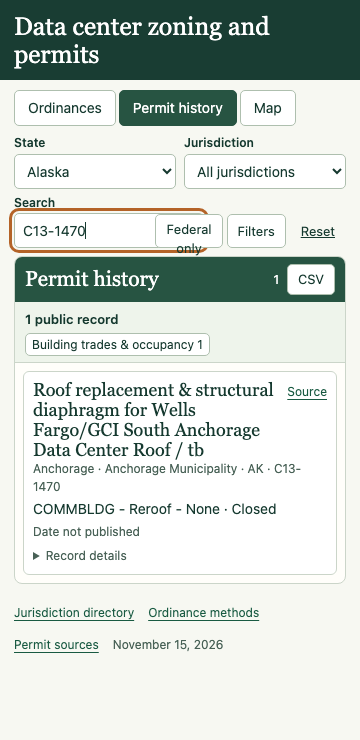 Data center zoning and
permits
Ordinances
Permit history
Map
State
Jurisdiction
Alaska
All jurisdictions
Search
C13-1470
Federal
only
Filters
Reset
Permit history
1
CSV
1 public record
Building trades & occupancy 1
Roof replacement & structural
diaphragm for Wells
Fargo/GCI South Anchorage
Data Center Roof / tb
Source
Anchorage · Anchorage Municipality · AK · C13-
1470
COMMBLDG - Reroof - None · Closed
Date not published
Record details
Jurisdiction directory
Ordinance methods
Permit sources
November 15, 2026